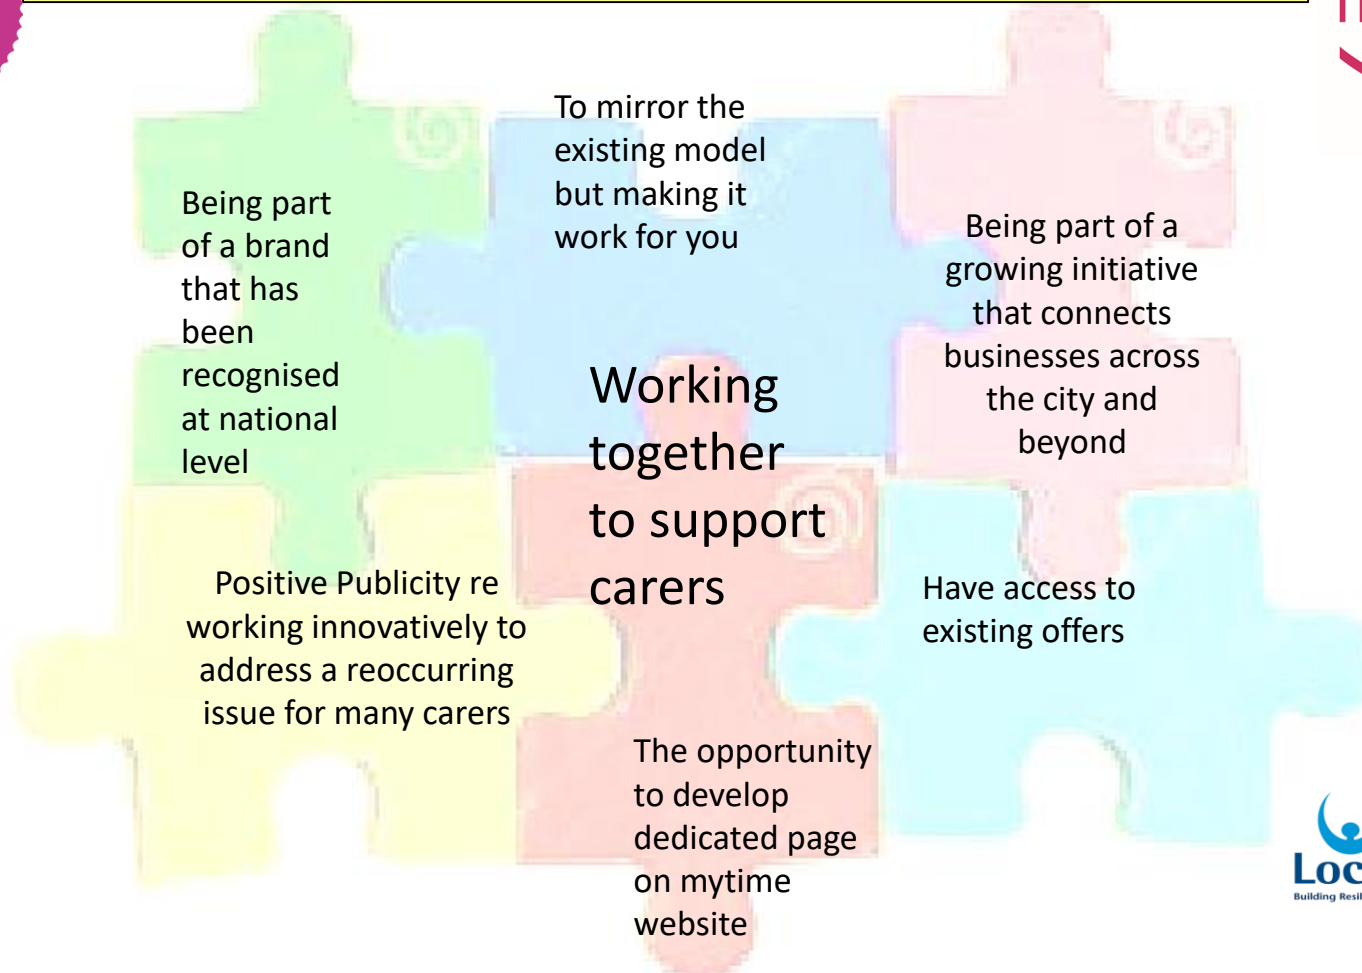 To mirror the
existing model
but making it
work for you
Being part
of a brand
that has
been
recognised
at national
level
Being part of a
growing initiative
that connects
businesses across
the city and
beyond
Working
together
to support
carers
Positive Publicity re
working innovatively to
address a reoccurring
issue for many carers
Have access to
existing offers
The opportunity
to develop
dedicated page
on mytime
website
Building